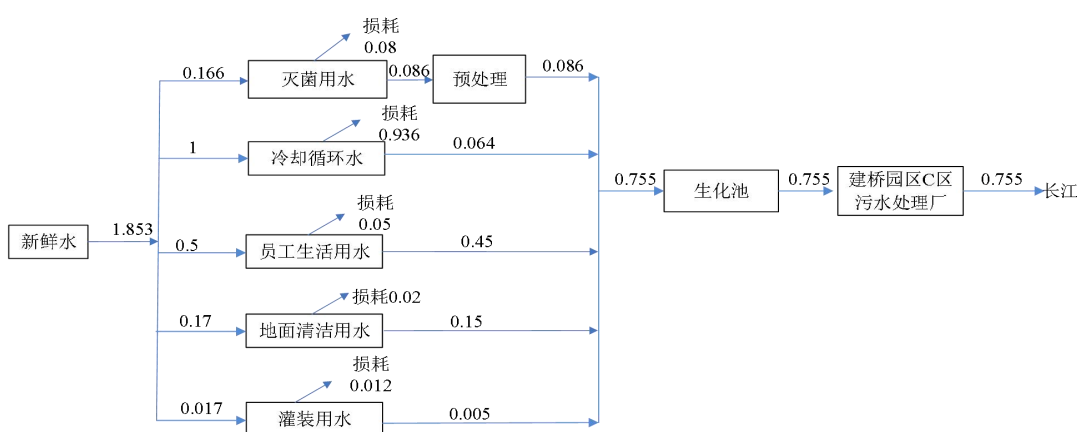 损耗
0.08
0.166
灭菌用水
0.086
预处理
0.086
损耗
0.936
1
冷却循环水
0.064
0.755
生化池
0.755
建桥园区C区
污水处理厂
0.755
长江
新鲜水
1.853
损耗
0.05
0.5
员工生活用水
0.45
损耗0.02
0.17
地面清洁用水
0.15
损耗
0.012
0.017
灌装用水
0.005